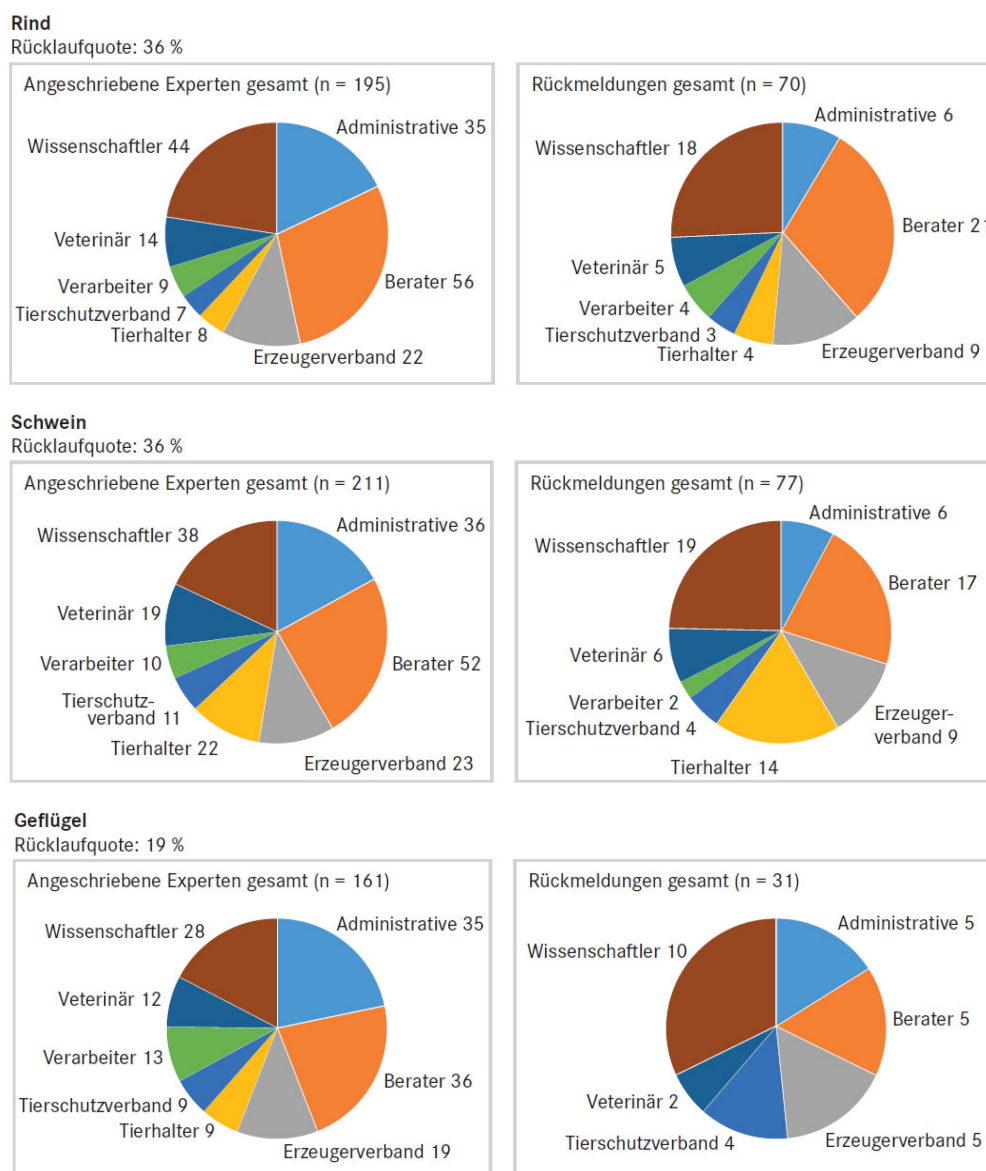 Rind
Rücklaufquote: 36 %
Angeschriebene Experten gesamt (n = 195)
Administrative 35
Wissenschaftler 44
Veterinär 14
Berater 56
Verarbeiter 9
Tierschutzverband 7
Tierhalter 8
Erzeugerverband 22
Rückmeldungen gesamt (n = 70)
Administrative 6
Wissenschaftler 18
Berater 21
Veterinär 5
Verarbeiter 4
Tierschutzverband 3
Tierhalter 4
Erzeugerverband 9
Schwein
Rücklaufquote: 36 %
Angeschriebene Experten gesamt (n = 211)
Administrative 36
Wissenschaftler 38
Veterinär 19
Verarbeiter 10
Berater 52
Tierschutz-
verband 11
Tierhalter 22
Erzeugerverband 23
Rückmeldungen gesamt (n = 77)
Administrative 6
Wissenschaftler 19
Berater 17
Veterinär 6
Verarbeiter 2
Tierschutzverband 4
Erzeuger-
verband 9
Tierhalter 14
Geflügel
Rücklaufquote: 19 %
Angeschriebene Experten gesamt (n = 161)
Administrative 35
Wissenschaftler 28
Veterinär 12
Verarbeiter 13
Berater 36
Tierschutzverband 9
Tierhalter 9
Erzeugerverband 19
Rückmeldungen gesamt (n = 31)
Administrative 5
Wissenschaftler 10
Berater 5
Veterinär 2
Tierschutzverband 4
Erzeugerverband 5